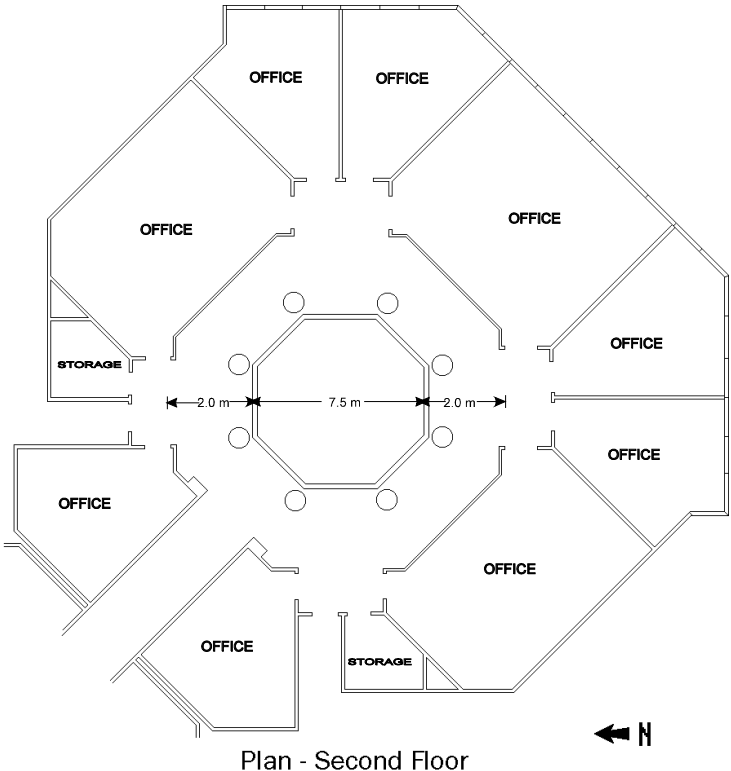 OFFICE OFFICE
OFFICE
OFFICE
OFFICE
STORAGE
2.0 m 7.5 m 2.0 m
OFFICE
OFFICE
OFFICE
OFFICE
STORAGE
N
Plan - Second Floor